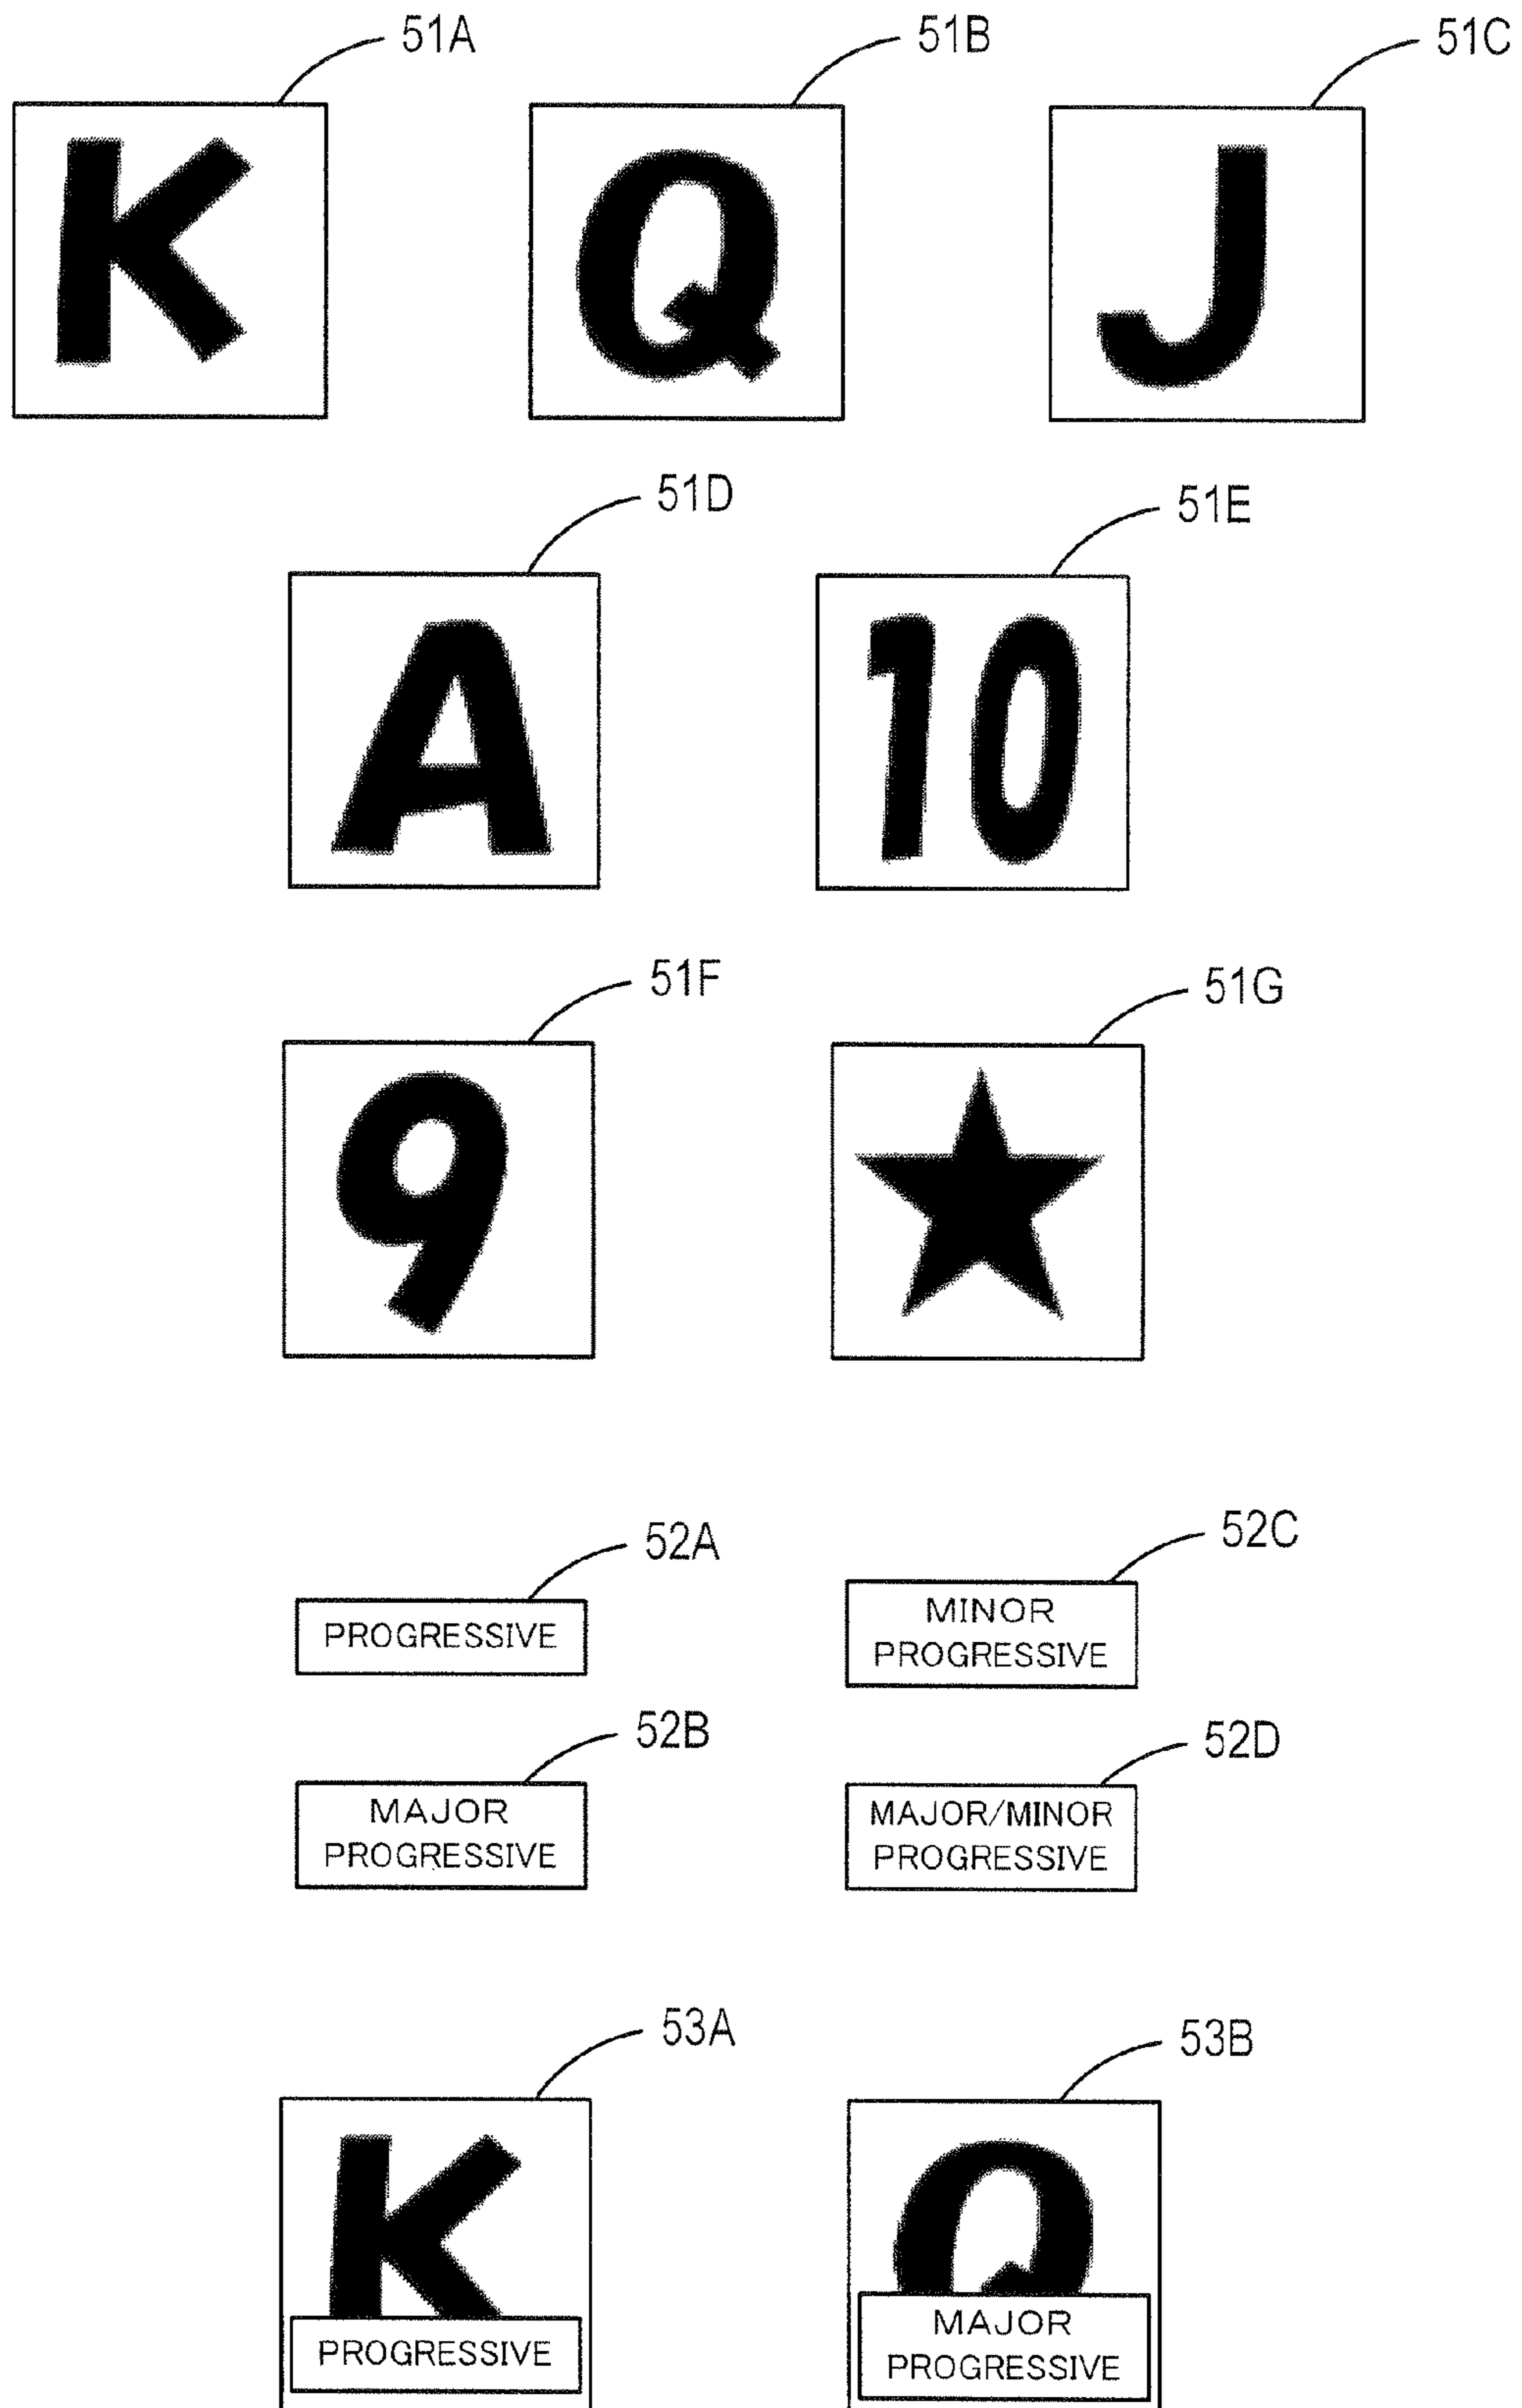 51A 51B 51C
K Q J
51D 51E
A 10
51F 51G
9
52A 52C
PROGRESSIVE
MINOR
PROGRESSIVE
52B 52D
MAJOR
PROGRESSIVE
MAJOR/MINOR
PROGRESSIVE
53A 53B
K Q
PROGRESSIVE
MAJOR
PROGRESSIVE